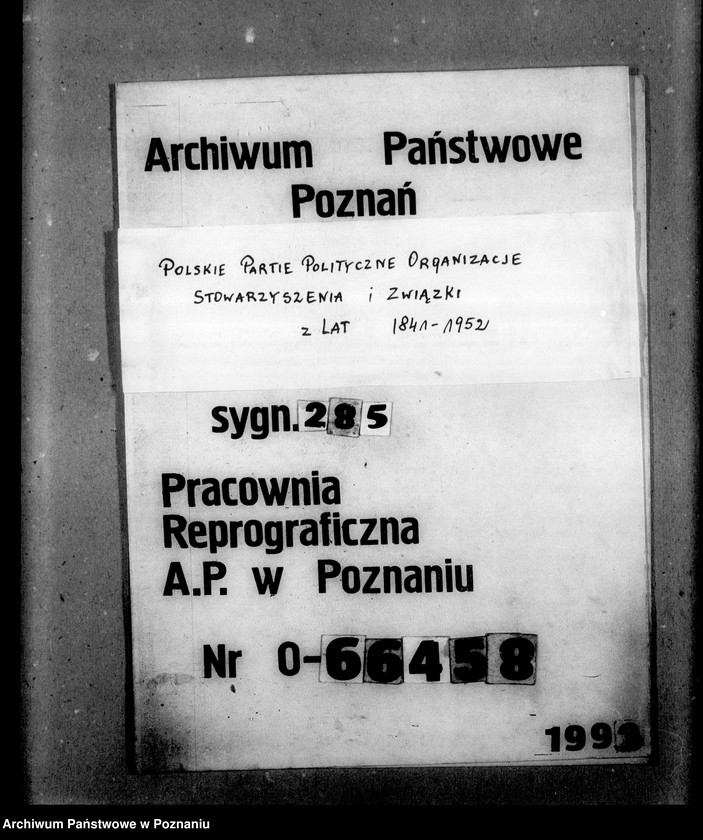 Archiwum Państwowe
Poznań
POLSKIE PARTIE POLITYCZNE ORGANIZACJE
STOWARZYSZENIA i ZWIĄZKI
z LAT 1841-1952
sygn. 285
Pracownia
Reprograficzna
A.P. w Poznaniu
Nr O-66458
Archiwum Państwowe w Poznaniu